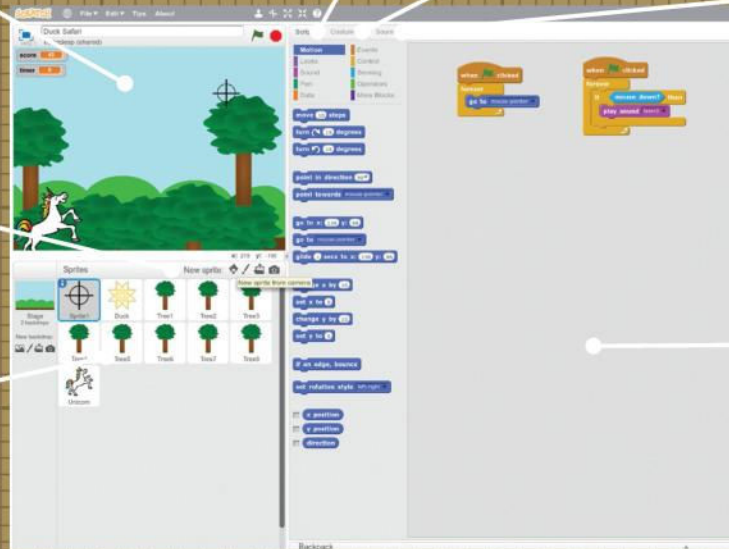 SCRATCH File Edit Tips About
Duck Safari
(shared)
score
timer
Scripts Costumes Sounds
Motion Events
Looks Control
Sound Sensing
Pen Operators
Data More Blocks
move 10 steps
turn 15 degrees
turn 15 degrees
point in direction 90
point towards mouse-pointer
go to x: y:
go to mouse-pointer
glide 1 secs to x: y:
change x by 10
set x to 0
change y by 10
set y to 0
if on edge, bounce
set rotation style left-right
x position
y position
direction
when clicked
forever
go to mouse-pointer
when clicked
forever
if mouse down? then
play sound
Sprites New sprite:
New sprite from camera
Stage
2 backdrops
New backdrop:
Sprite1 Duck Tree1 Tree2 Tree3
Tree5 Tree6 Tree7 Tree8
Unicorn
Backpack